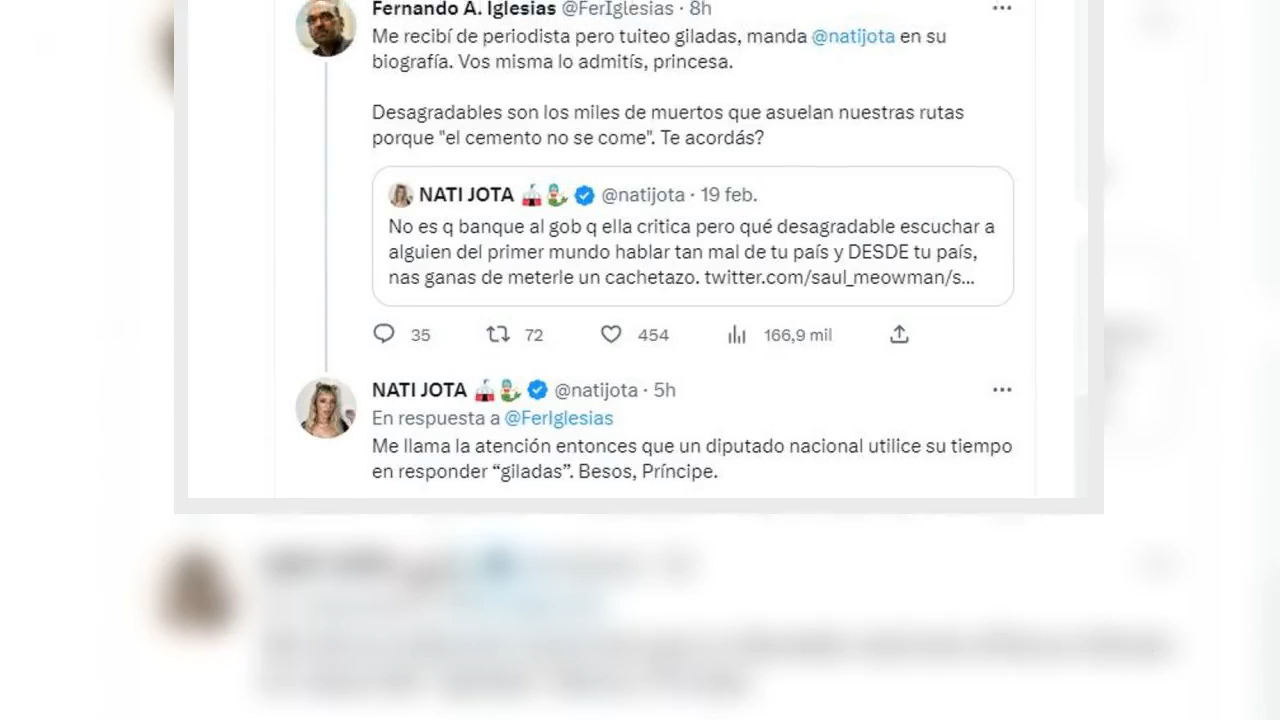 Fernando A. Iglesias @FerIglesias · 8h
Me recibí de periodista pero tuiteo giladas, manda @natijota en su
biografía. Vos misma lo admitís, princesa.
Desagradables son los miles de muertos que asuelan nuestras rutas
porque "el cemento no se come". Te acordás?
NATI JOTA @natijota · 19 feb.
No es q banque al gob q ella critica pero qué desagradable escuchar a
alguien del primer mundo hablar tan mal de tu país y DESDE tu país,
nas ganas de meterle un cachetazo. twitter.com/saul_meowman/s...
35 72 454 166,9 mil
NATI JOTA @natijota · 5h
En respuesta a @FerIglesias
Me llama la atención entonces que un diputado nacional utilice su tiempo
en responder “giladas”. Besos, Príncipe.